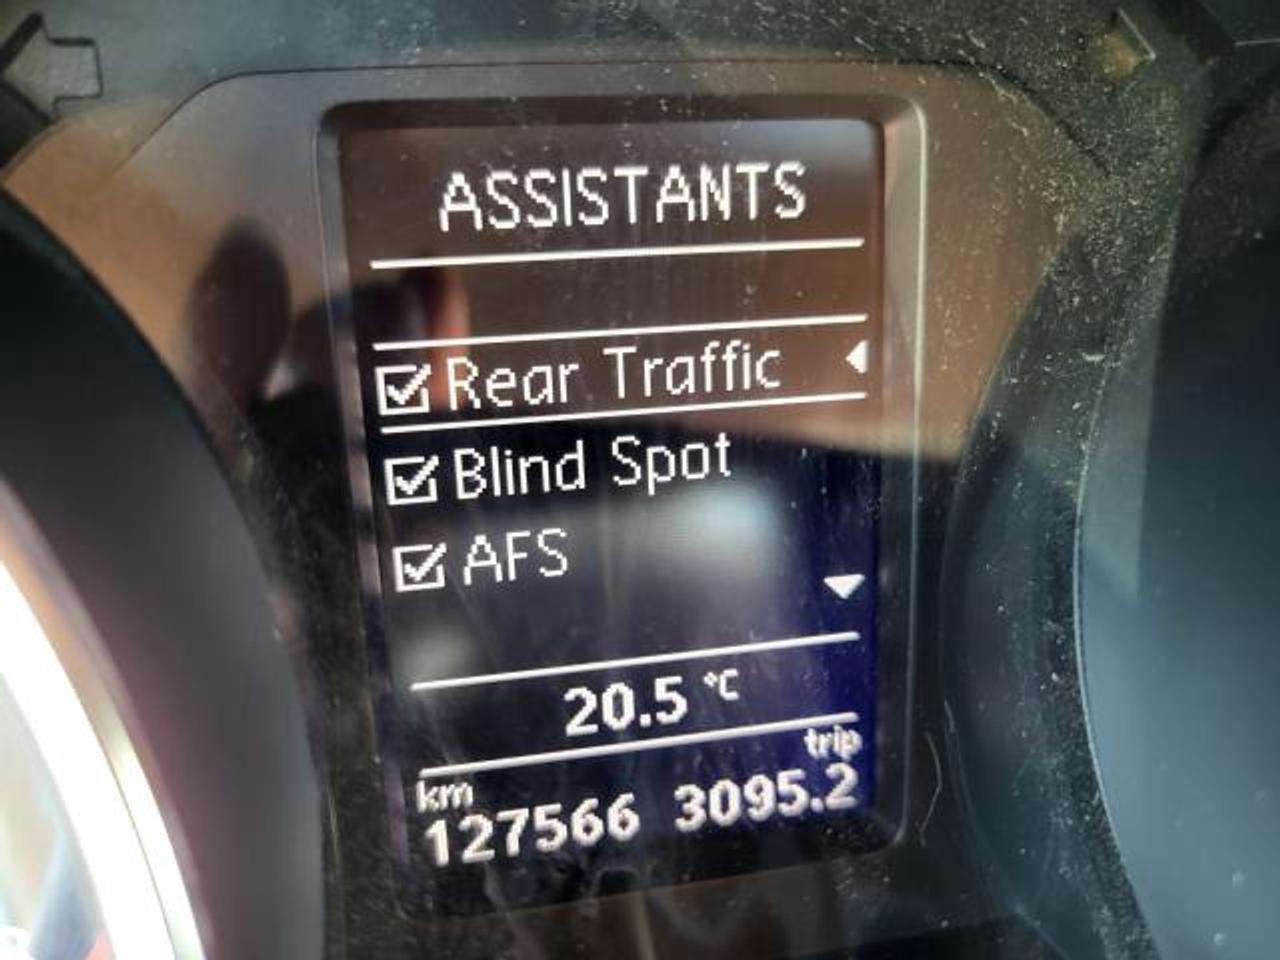 ASSISTANTS
Rear Traffic
Blind Spot
AFS
20.5 °C
km trip
127566 3095.2